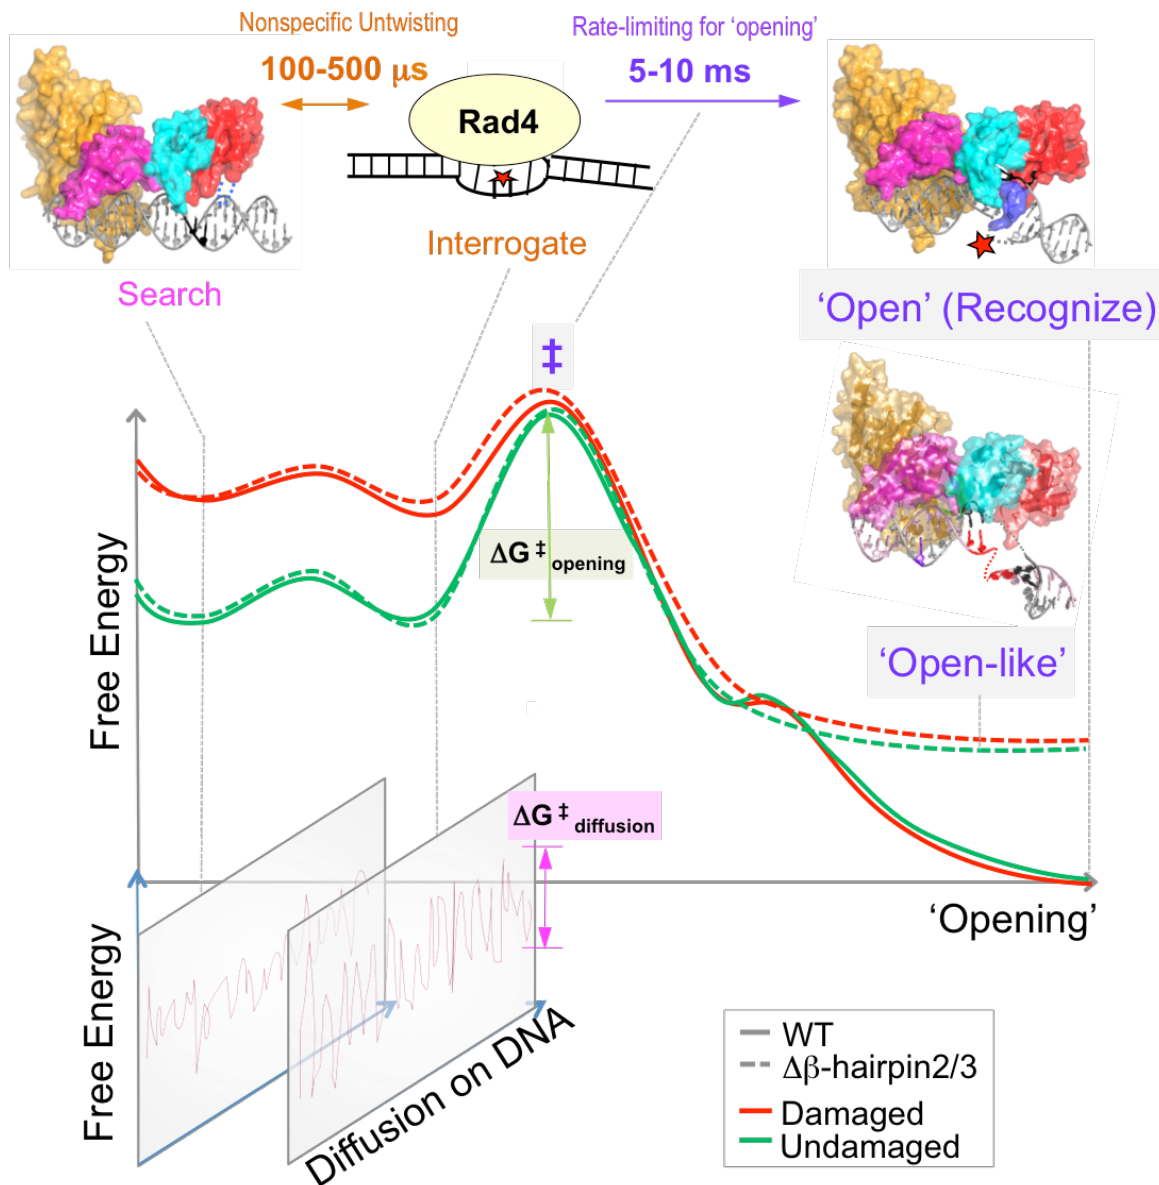 Nonspecific Untwisting
100-500 μs
Rate-limiting for ‘opening’
5-10 ms
Rad4
Interrogate
Search
‘Open’ (Recognize)
‡
ΔG‡opening
‘Open-like’
Free Energy
ΔG‡diffusion
‘Opening’
Free Energy
Diffusion on DNA
WT
Δβ-hairpin2/3
Damaged
Undamaged